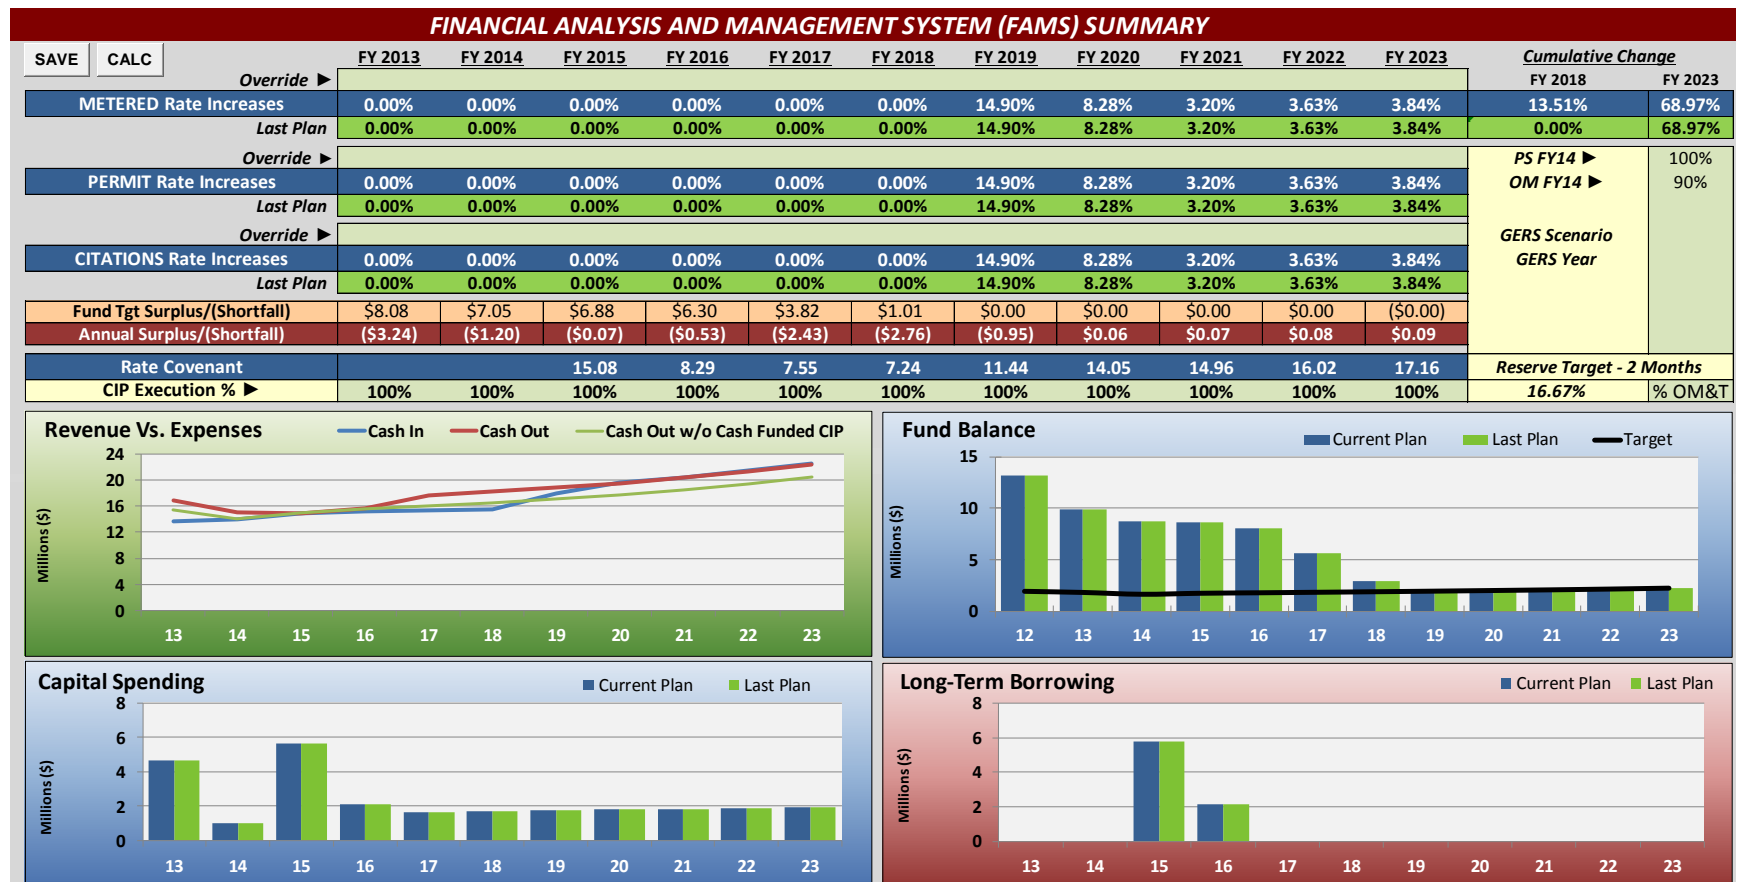 FINANCIAL ANALYSIS AND MANAGEMENT SYSTEM (FAMS) SUMMARY
SAVE CALC FY 2013 FY 2014 FY 2015 FY 2016 FY 2017 FY 2018 FY 2019 FY 2020 FY 2021 FY 2022 FY 2023 Cumulative Change
Override ► FY 2018 FY 2023
METERED Rate Increases 0.00% 0.00% 0.00% 0.00% 0.00% 0.00% 14.90% 8.28% 3.20% 3.63% 3.84% 13.51% 68.97%
Last Plan 0.00% 0.00% 0.00% 0.00% 0.00% 0.00% 14.90% 8.28% 3.20% 3.63% 3.84% 0.00% 68.97%
Override ► PS FY14 ► 100%
PERMIT Rate Increases 0.00% 0.00% 0.00% 0.00% 0.00% 0.00% 14.90% 8.28% 3.20% 3.63% 3.84% OM FY14 ► 90%
Last Plan 0.00% 0.00% 0.00% 0.00% 0.00% 0.00% 14.90% 8.28% 3.20% 3.63% 3.84%
Override ► GERS Scenario
CITATIONS Rate Increases 0.00% 0.00% 0.00% 0.00% 0.00% 0.00% 14.90% 8.28% 3.20% 3.63% 3.84% GERS Year
Last Plan 0.00% 0.00% 0.00% 0.00% 0.00% 0.00% 14.90% 8.28% 3.20% 3.63% 3.84%
Fund Tgt Surplus/(Shortfall) $8.08 $7.05 $6.88 $6.30 $3.82 $1.01 $0.00 $0.00 $0.00 $0.00 ($0.00)
Annual Surplus/(Shortfall) ($3.24) ($1.20) ($0.07) ($0.53) ($2.43) ($2.76) ($0.95) $0.06 $0.07 $0.08 $0.09
Rate Covenant 15.08 8.29 7.55 7.24 11.44 14.05 14.96 16.02 17.16 Reserve Target - 2 Months
CIP Execution % ► 100% 100% 100% 100% 100% 100% 100% 100% 100% 100% 100% 16.67% % OM&T
Revenue Vs. Expenses Cash In Cash Out Cash Out w/o Cash Funded CIP
24
20
16
12
8
4
0
Millions ($)
13 14 15 16 17 18 19 20 21 22 23
Fund Balance Current Plan Last Plan Target
15
10
5
0
Millions ($)
12 13 14 15 16 17 18 19 20 21 22 23
Capital Spending Current Plan Last Plan
8
6
4
2
0
Millions ($)
13 14 15 16 17 18 19 20 21 22 23
Long-Term Borrowing Current Plan Last Plan
8
6
4
2
0
Millions ($)
13 14 15 16 17 18 19 20 21 22 23